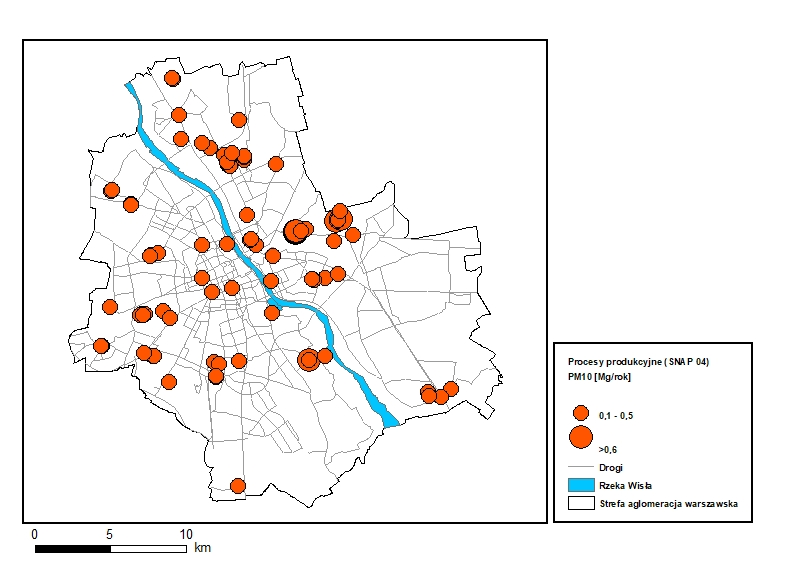 Procesy produkcyjne (SNAP 04)
PM10 [Mg/rok]
0,1 - 0,5
>0,6
Drogi
Rzeka Wisła
Strefa aglomeracja warszawska
0 5 10
km